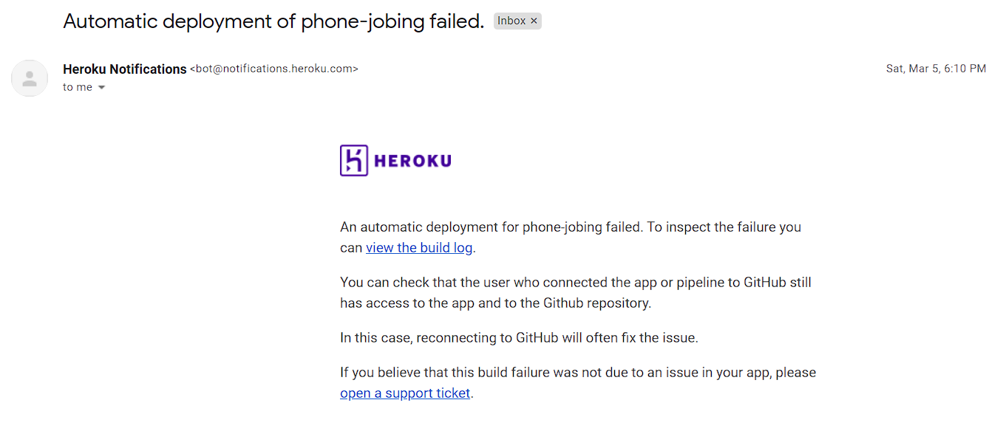 Automatic deployment of phone-jobing failed. Inbox ×
Heroku Notifications <bot@notifications.heroku.com> Sat, Mar 5, 6:10 PM
to me
HEROKU
An automatic deployment for phone-jobing failed. To inspect the failure you
can view the build log.
You can check that the user who connected the app or pipeline to GitHub still
has access to the app and to the Github repository.
In this case, reconnecting to GitHub will often fix the issue.
If you believe that this build failure was not due to an issue in your app, please
open a support ticket.